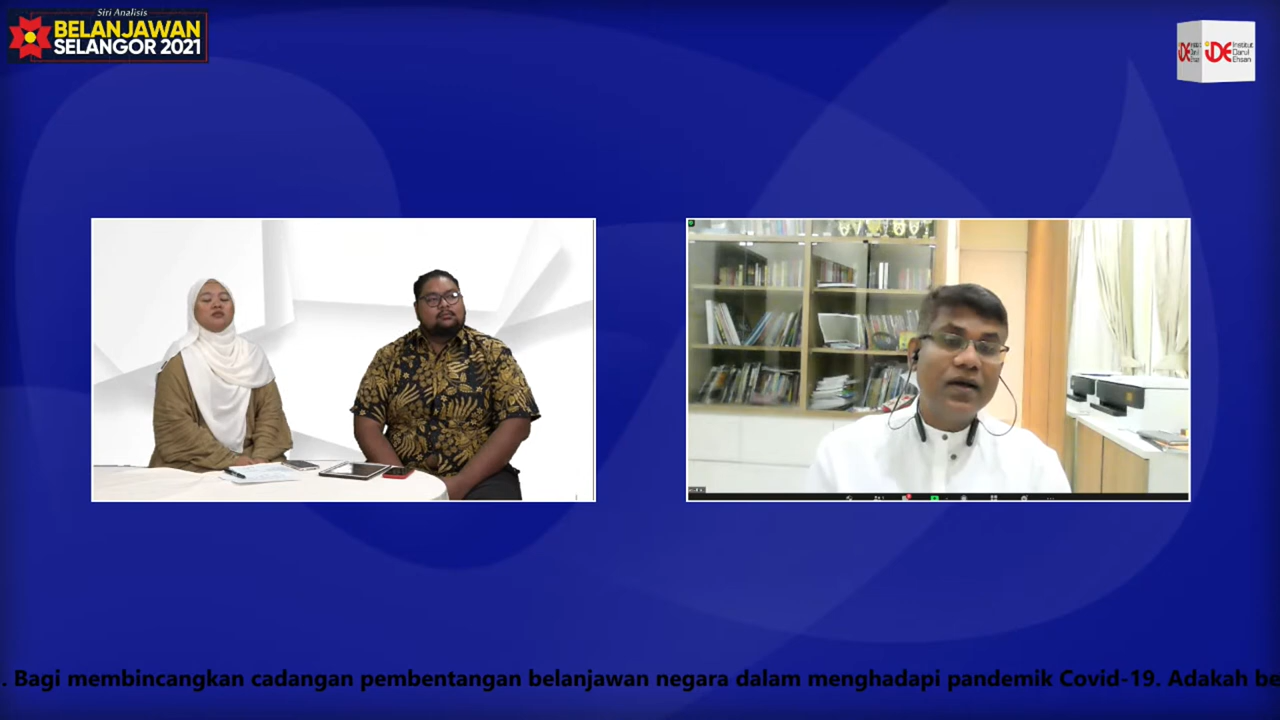 Siri Analisis
BELANJAWAN
SELANGOR 2021
iDE
Institut
Darul
Ehsan
. Bagi membincangkan cadangan pembentangan belanjawan negara dalam menghadapi pandemik Covid-19. Adakah be